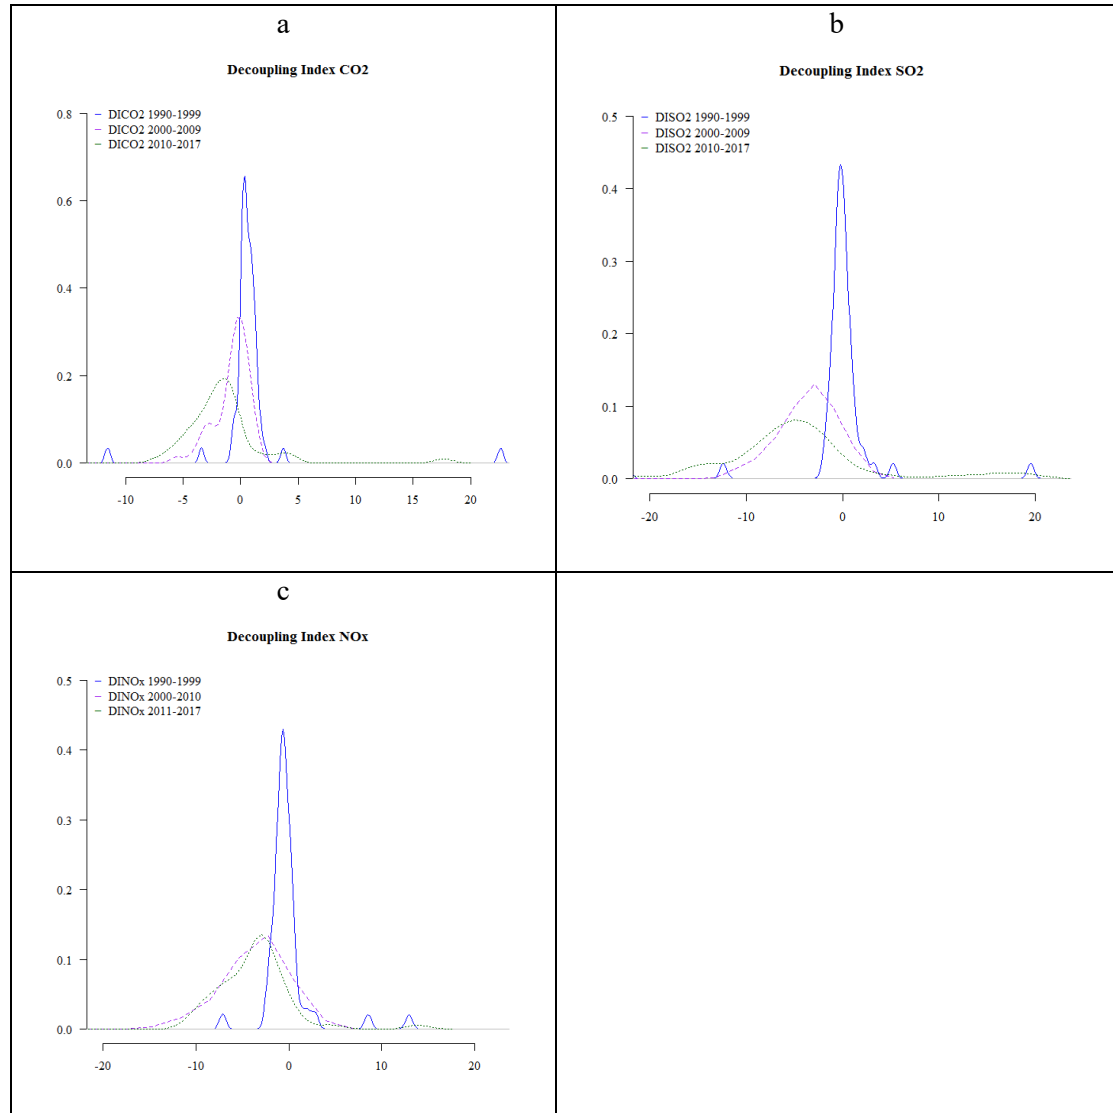 a
Decoupling Index CO2
DICO2 1990-1999
DICO2 2000-2009
DICO2 2010-2017
0.8
0.6
0.4
0.2
0.0
-10 -5 0 5 10 15 20
b
Decoupling Index SO2
DISO2 1990-1999
DISO2 2000-2009
DISO2 2010-2017
0.5
0.4
0.3
0.2
0.1
0.0
-20 -10 0 10 20
c
Decoupling Index NOx
DINOx 1990-1999
DINOx 2000-2010
DINOx 2011-2017
0.5
0.4
0.3
0.2
0.1
0.0
-20 -10 0 10 20